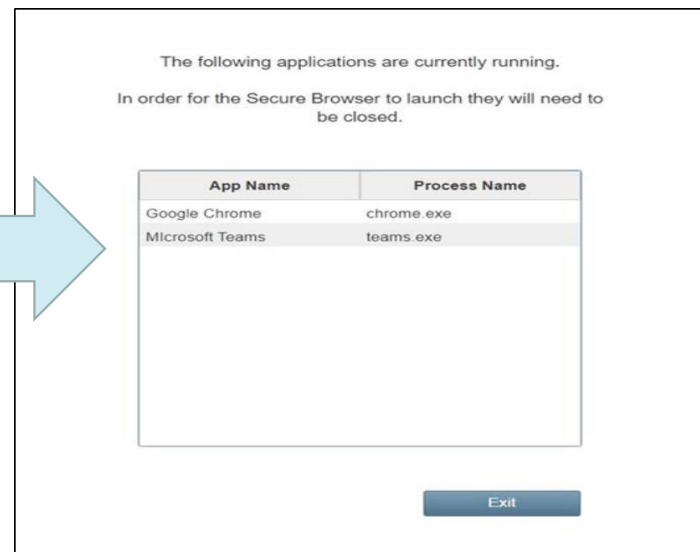 The following applications are currently running.
In order for the Secure Browser to launch they will need to
be closed.
App Name Process Name
Google Chrome chrome.exe
MIcrosoft Teams teams.exe
Exit